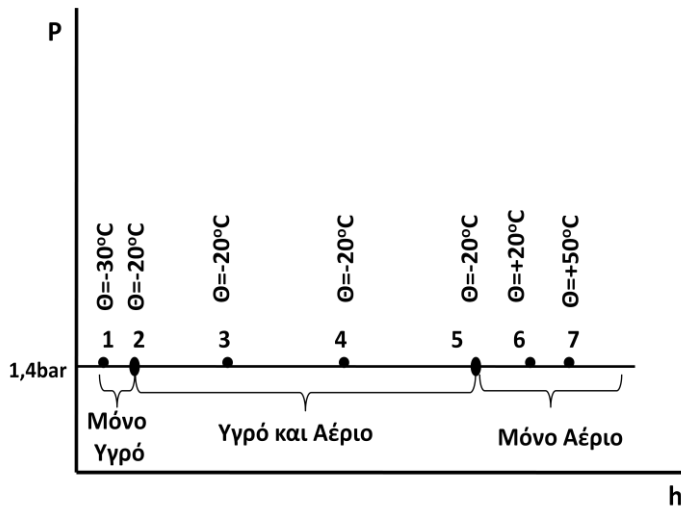 P
Θ=-30°C
Θ=-20°C
Θ=-20°C
Θ=-20°C
Θ=-20°C
Θ=+20°C
Θ=+50°C
1 2 3 4 5 6 7
1,4bar
Μόνο
Υγρό
Υγρό και Αέριο
Μόνο Αέριο
h